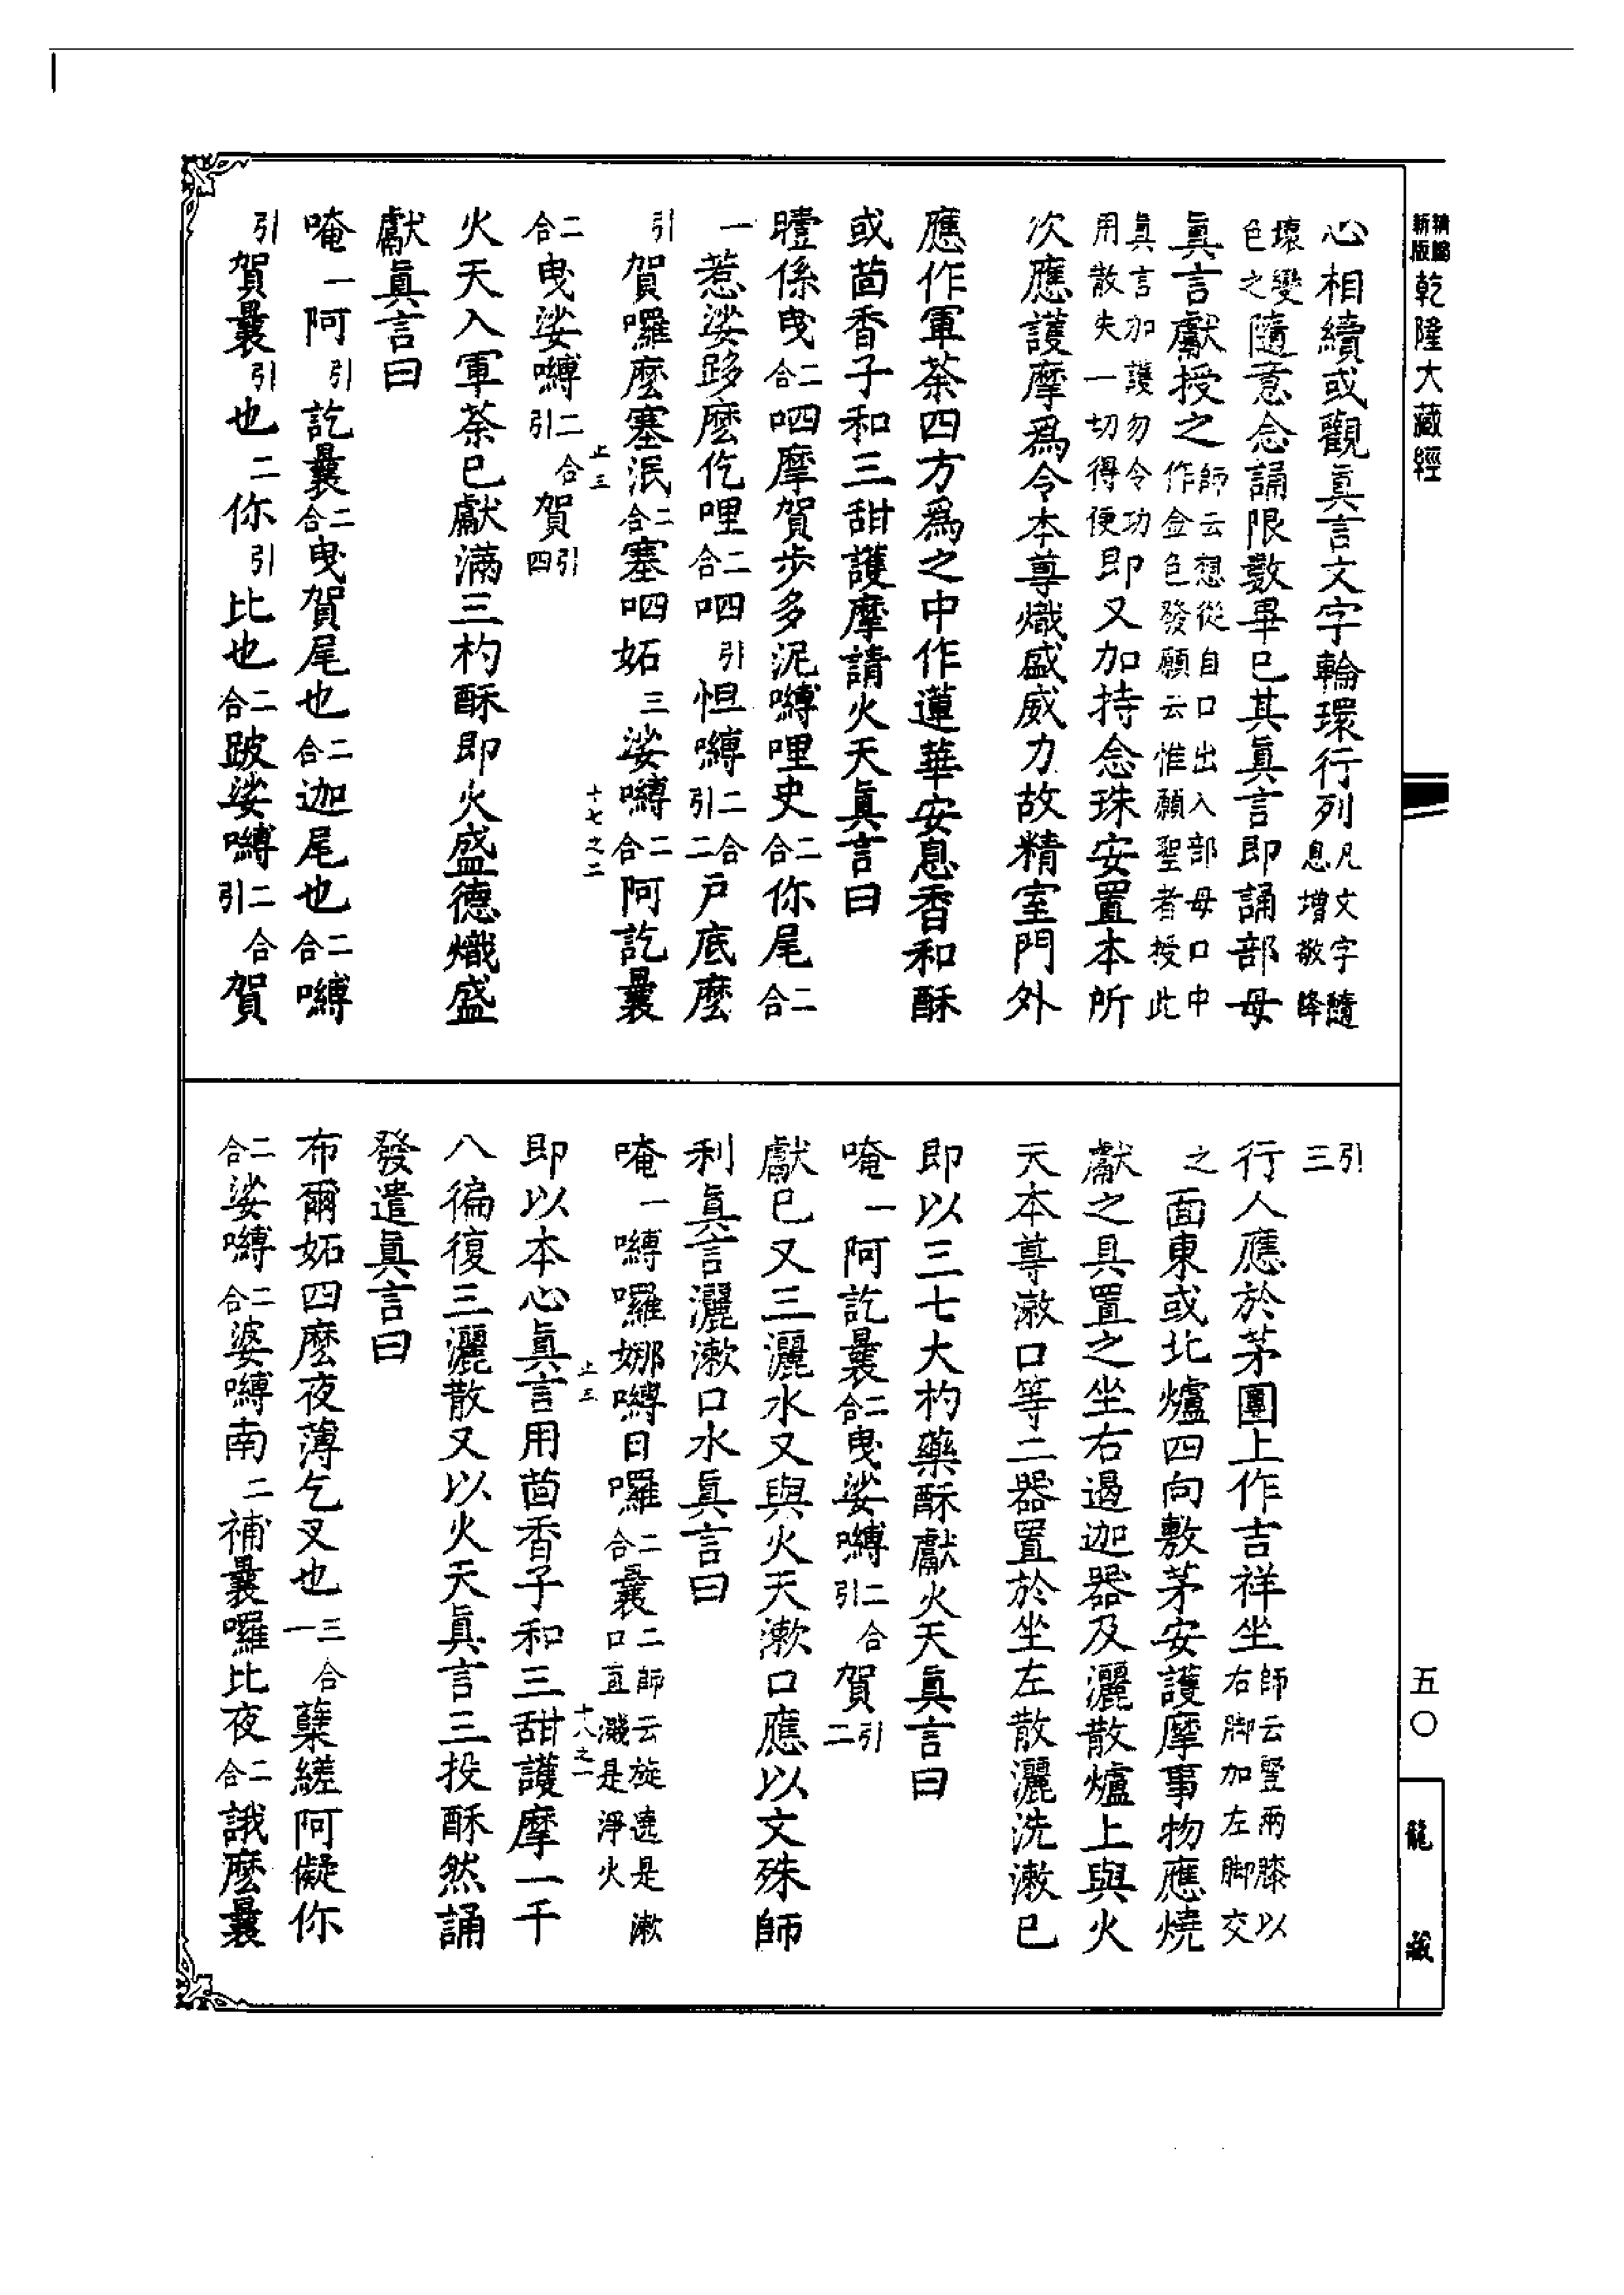 精縮新版乾隆大藏經
心相續或觀眞言文字輪環行列凡文字隨息增敬降
壞變色之隨意念誦限數畢已其眞言即誦部母
眞言獻授之師云想從自口出入部母口中作金色發願云惟願聖者授此
眞言加護勿令功用散失一切得便即又加持念珠安置本所
次應護摩爲令本尊熾盛威力故精室門外
應作軍荼四方爲之中作蓮華安息香和酥
或茴香子和三甜護摩請火天眞言曰
曀係曳二合呬摩賀步多泥嚩哩史二合你尾二合
一惹娑跢麼仡哩二合呬引怛嚩二合引二戶底麼
引賀囉麼塞泯二合塞呬妬三娑嚩二合阿訖曩
二合曳娑嚩二合引賀引四
火天入軍荼已獻滿三杓酥即火盛德熾盛
獻眞言曰
唵一阿引訖曩二合曳賀尾也二合迦尾也二合嚩
引賀曩引也二你引比也二合跛娑嚩二合引賀
止三
十七之二
引三
行人應於茅團上作吉祥坐師云豎兩膝以右脚加左脚交
之面東或北爐四向敷茅安護摩事物應燒
獻之具置之坐右遏迦器及灑散爐上與火
天本尊漱口等二器置於坐左散灑洗漱已
即以三七大杓藥酥獻火天眞言曰
唵一阿訖曩二合曳娑嚩二合引賀引二
獻已又三灑水又與火天漱口應以文殊師
利眞言灑漱口水眞言曰
唵一嚩囉娜嚩日囉二合曩二師云旋遶是漱口直濺是淨火
即以本心眞言用茴香子和三甜護摩一千
八徧復三灑散又以火天眞言三投酥然誦
發遣眞言曰
布爾妬四麼夜薄乞叉也三合一蘖縒阿儗你
二合娑嚩二合婆嚩南二補曩囉比夜二合誐麼曩
止三
十八之一
五〇
龍藏